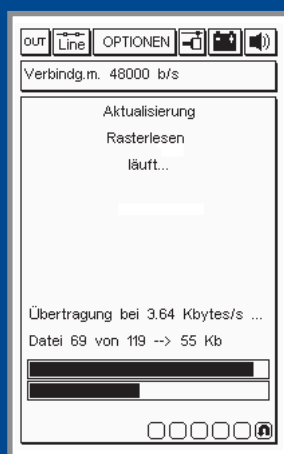 OUT Line OPTIONEN
Verbindg.m. 48000 b/s
Aktualisierung
Rasterlesen
läuft...
Übertragung bei 3.64 Kbytes/s ...
Datei 69 von 119 --> 55 Kb